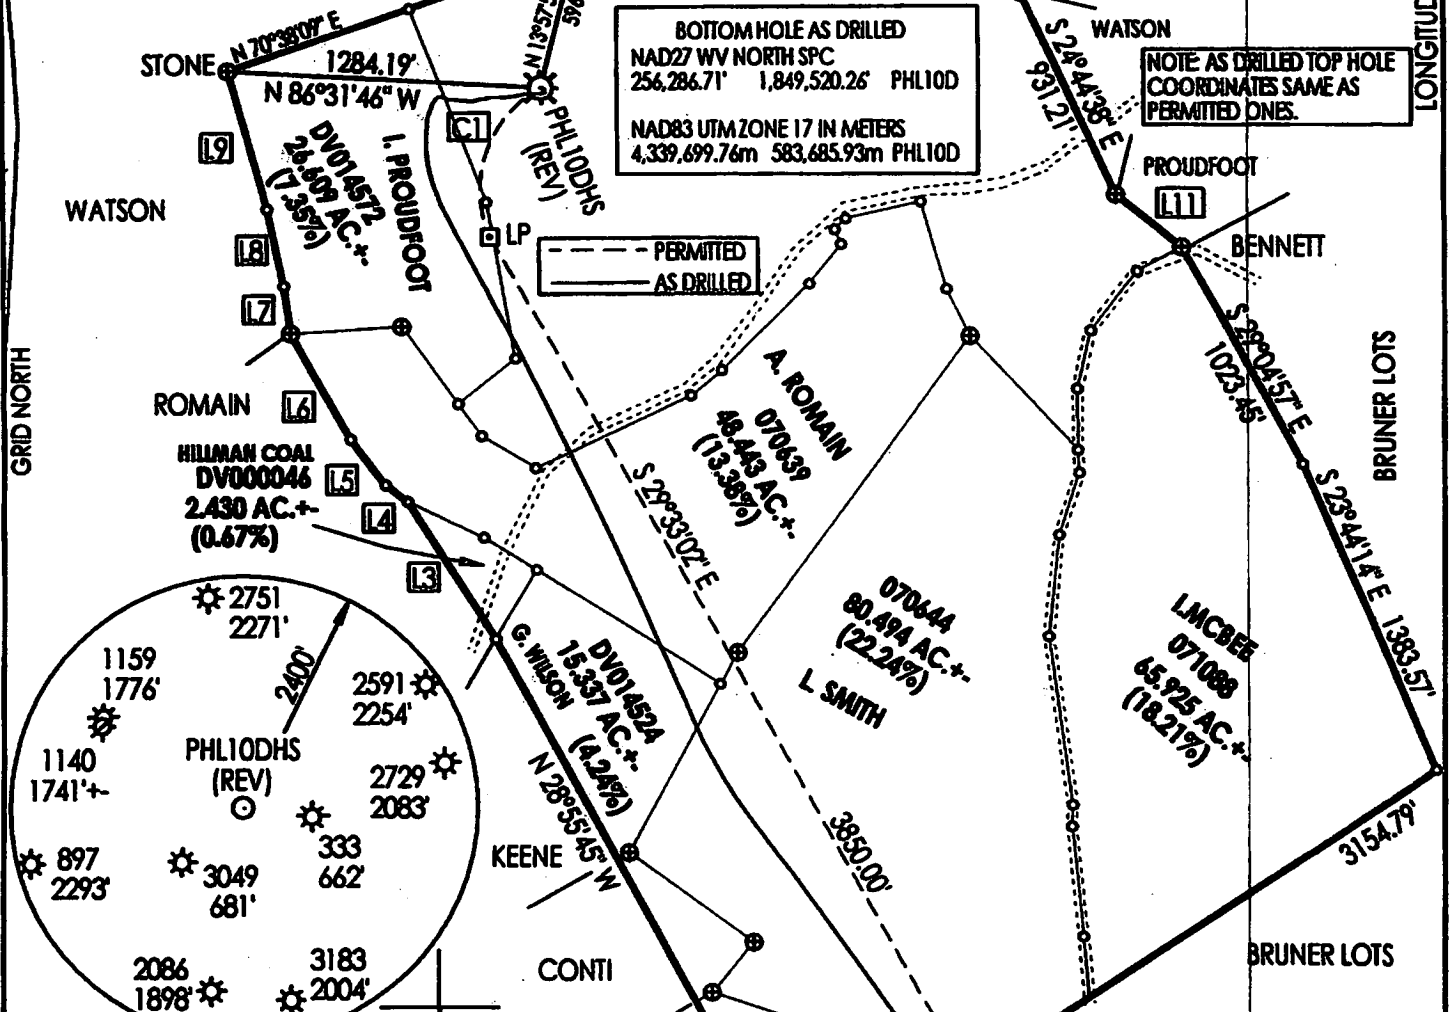 BOTTOM HOLE AS DRILLED
NAD27 WV NORTH SPC
256,286.71' 1,849,520.26' PHL10D
NAD83 UTM ZONE 17 IN METERS
4,339,699.76m 583,685.93m PHL10D
NOTE: AS DRILLED TOP HOLE
COORDINATES SAME AS
PERMITTED ONES.
WATSON
STONE
N 70°38'09" E
1284.19'
N 86°31'46" W
N 13°57'5
596
S 24°44'38" E
931.21'
PROUDFOOT
L11
BENNETT
C1
PHL10DHS
(REV)
LP
PERMITTED
AS DRILLED
L9
L8
L7
L6
L5
L4
L3
WATSON
DV014572
26.609 AC.+-
(7.35%)
I. PROUDFOOT
ROMAIN
HILLMAN COAL
DV000046
2.430 AC.+-
(0.67%)
GRID NORTH
LONGITUD
A. ROMAIN
070639
48.443 AC.+-
(13.38%)
S 29°04'57" E
1023.45'
BRUNER LOTS
S 23°44'14" E 1383.57'
S 29°33'02" E
3850.00'
070644
80.494 AC.+-
(22.24%)
L. SMITH
I.MCBEE
071088
65.925 AC.+-
(18.21%)
G. WILSON
DV014524
15.337 AC.+-
(4.24%)
N 28°55'45" W
KEENE
CONTI
3154.79'
BRUNER LOTS
2751
2271'
2400'
1159
1776'
2591
2254'
1140
1741'+-
PHL10DHS
(REV)
2729
2083'
333
662'
897
2293'
3049
681'
2086
1898'
3183
2004'